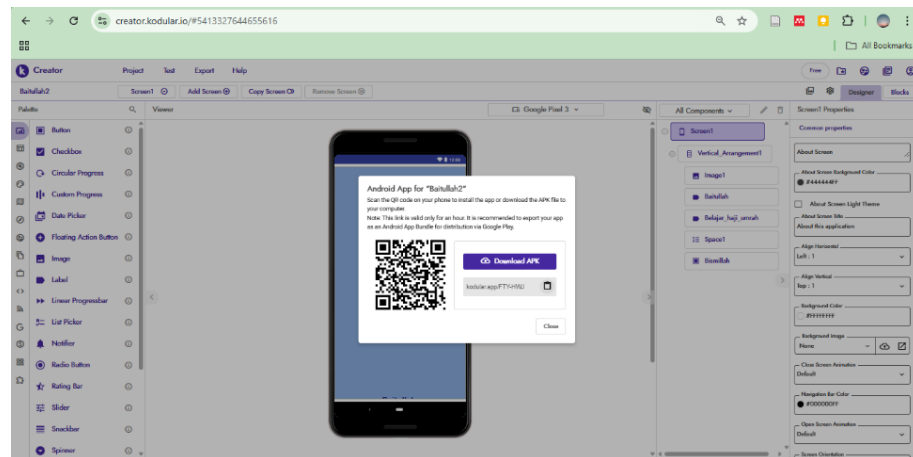 creator.kodular.io/#5413327644655616
All Bookmarks
Creator
Project
Test
Export
Help
Free
Baitullah2
Screen1
Add Screen
Copy Screen
Remove Screen
Designer
Blocks
Palette
Viewer
Google Pixel 3
All Components
Screen1 Properties
Button
Checkbox
Circular Progress
Custom Progress
Date Picker
Floating Action Button
Image
Label
Linear Progressbar
List Picker
Notifier
Radio Button
Rating Bar
Slider
Snackbar
Spinner
Android App for "Baitullah2"
Scan the QR code on your phone to install the app or download the APK file to
your computer.
Note: This link is valid only for an hour. It is recommended to export your app
as an Android App Bundle for distribution via Google Play.
Download APK
Close
Screen1
Vertical_Arrangement1
Image1
Baitullah
Belajar_haji_umrah
Space1
Bismillah
Common properties
About Screen
About Screen Background Color
#444444FF
About Screen Light Theme
About Screen Title
About this application
Align Horizontal
Left : 1
Align Vertical
Top : 1
Background Color
#FFFFFFFF
Background Image
None
Close Screen Animation
Default
Navigation Bar Color
#000000FF
Open Screen Animation
Default
Screen Orientation